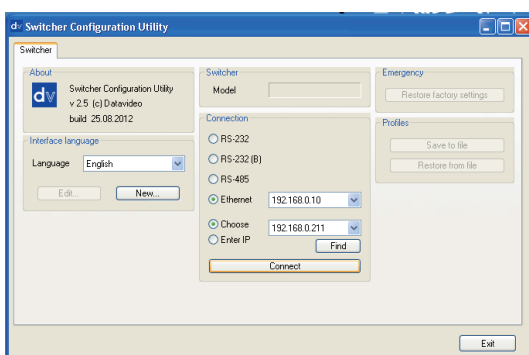 dv Switcher Configuration Utility
Switcher
About
dv
Switcher Configuration Utility
v 2.5 (c) Datavideo
build 25.08.2012
Interface language
Language English
Edit... New...
Switcher
Model
Connection
RS-232
RS-232 (B)
RS-485
Ethernet 192.168.0.10
Choose 192.168.0.211
Enter IP Find
Connect
Emergency
Restore factory settings
Profiles
Save to file
Restore from file
Exit